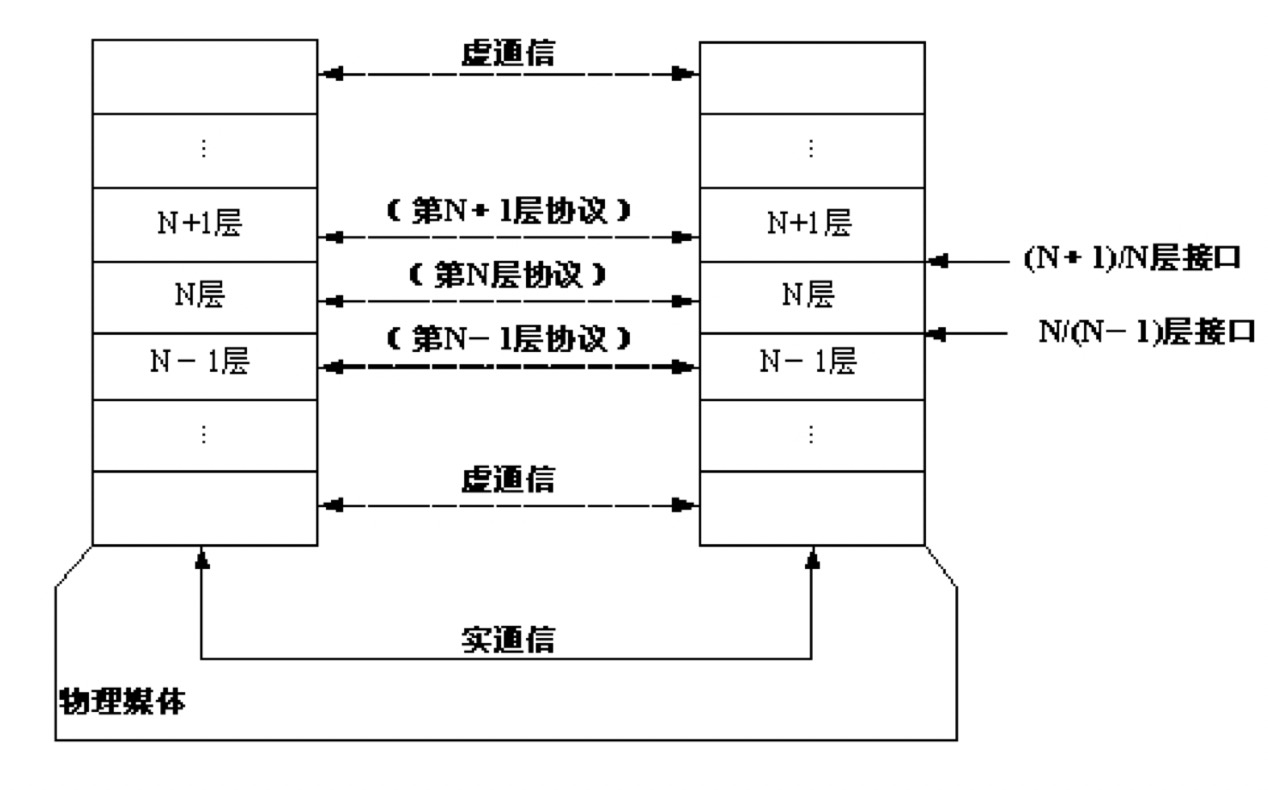 虚通信
⋮
⋮
N+1层
（第N+1层协议）
N+1层
(N+1)/N层接口
N层
（第N层协议）
N层
N/(N-1)层接口
N-1层
（第N-1层协议）
N-1层
⋮
⋮
虚通信
实通信
物理媒体